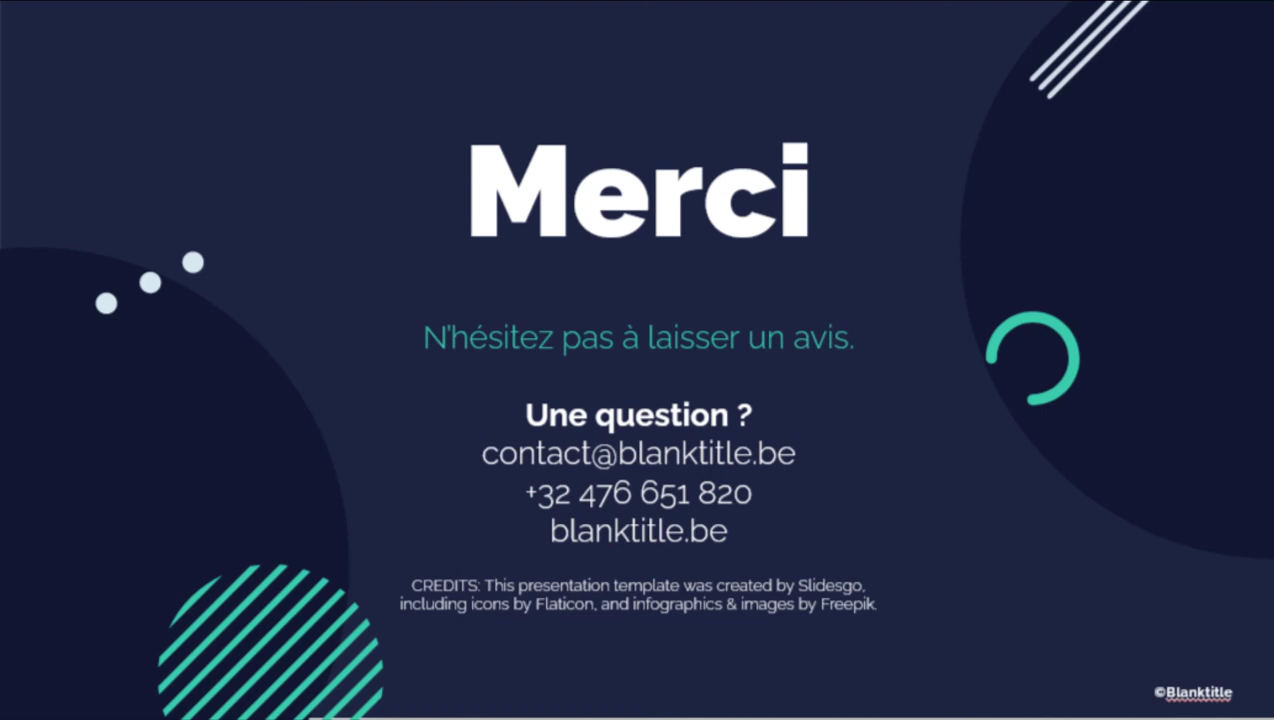 Merci
N'hésitez pas à laisser un avis.
Une question ?
contact@blanktitle.be
+32 476 651 820
blanktitle.be
CREDITS: This presentation template was created by Slidesgo,
including icons by Flaticon, and infographics & images by Freepik.
©Blanktitle